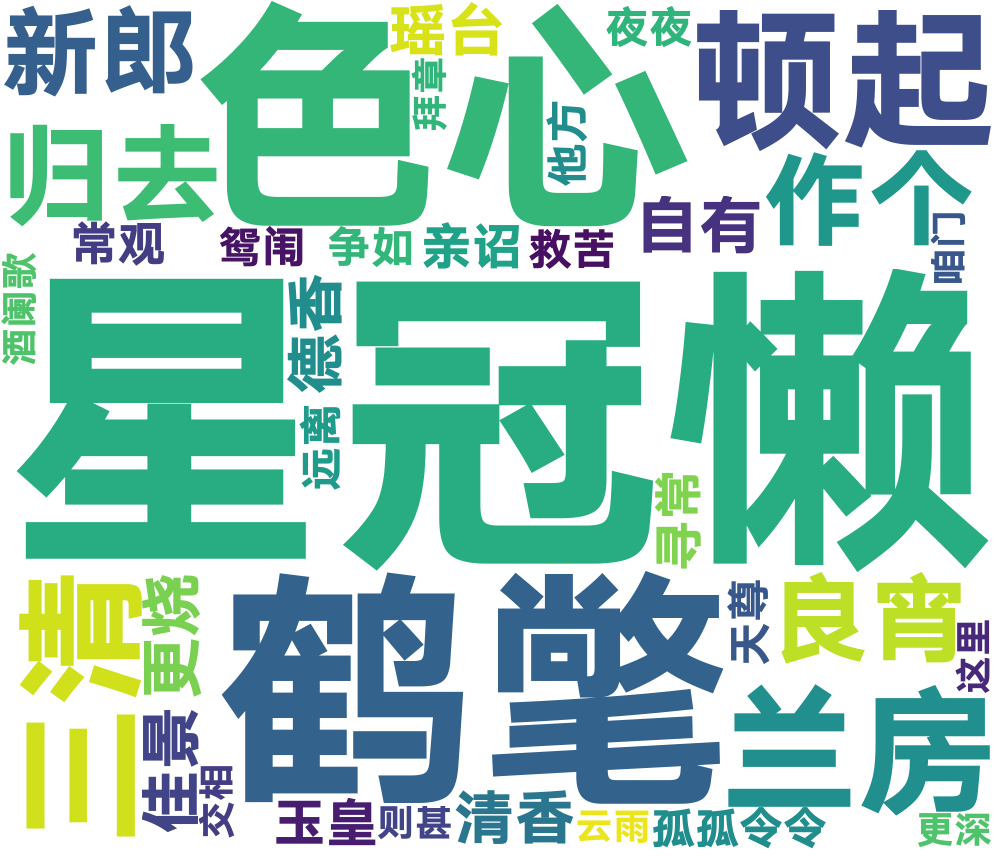 新郎
色心
瑶台
拜章
夜夜
他方
顿起
归去
作个
自有
咱门
常观
鸳闱
争如
亲诏
救苦
酒阑歌
星冠懒
德香
远离
寻常
三清
更烧
鹤氅
天尊
良宵
这里
佳景
交相
兰房
玉皇
则甚
清香
云雨
孤孤令令
更深